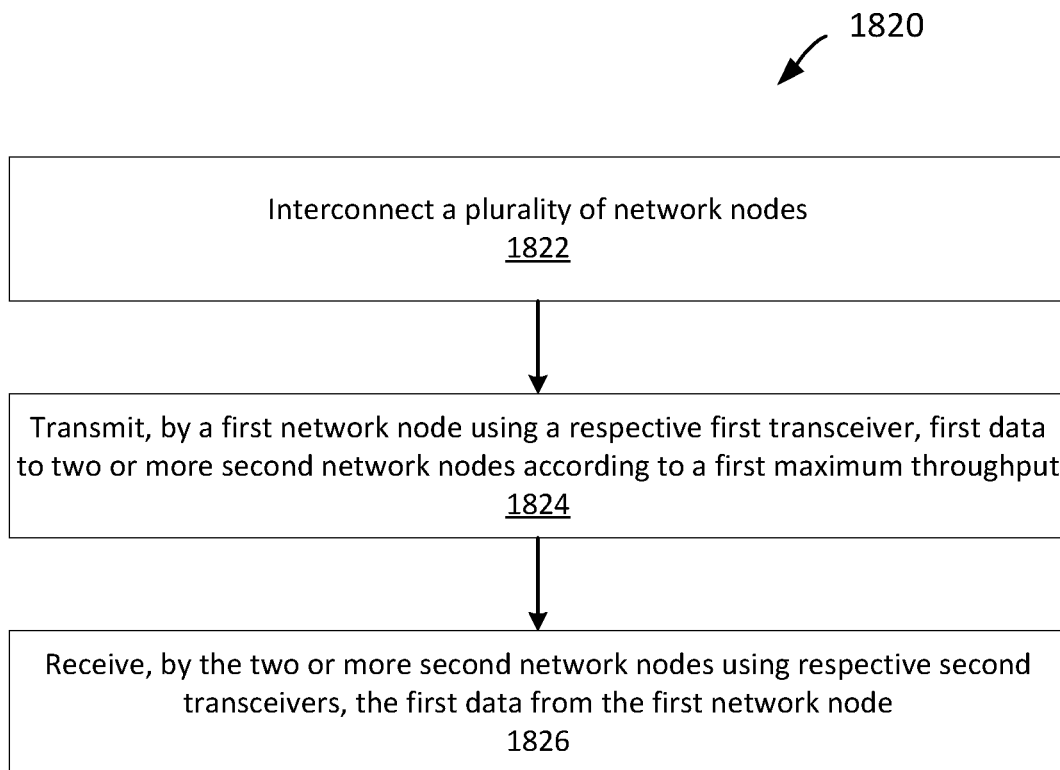 1820
Interconnect a plurality of network nodes
1822
Transmit, by a first network node using a respective first transceiver, first data
to two or more second network nodes according to a first maximum throughput
1824
Receive, by the two or more second network nodes using respective second
transceivers, the first data from the first network node
1826